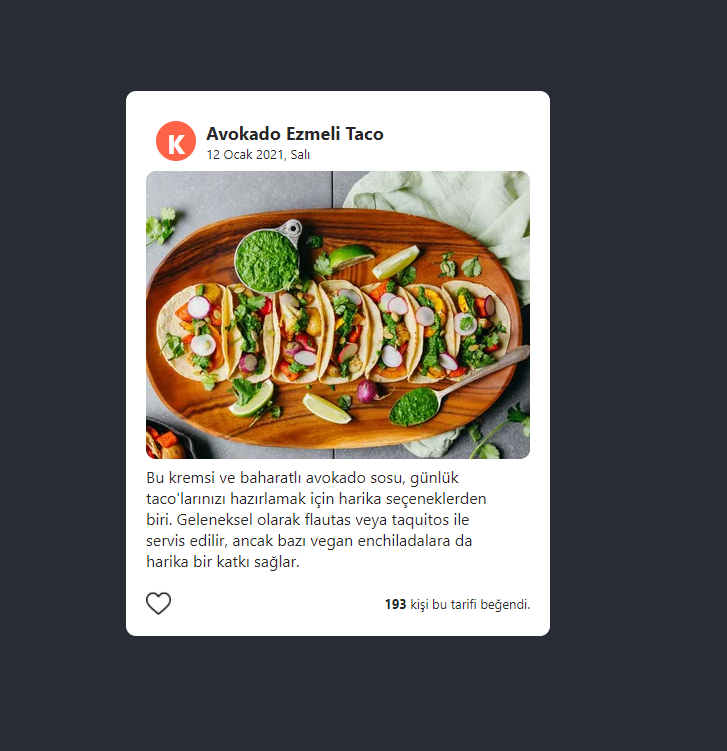 K
Avokado Ezmeli Taco
12 Ocak 2021, Salı
Bu kremsi ve baharatlı avokado sosu, günlük
taco'larınızı hazırlamak için harika seçeneklerden
biri. Geleneksel olarak flautas veya taquitos ile
servis edilir, ancak bazı vegan enchiladalara da
harika bir katkı sağlar.
193 kişi bu tarifi beğendi.